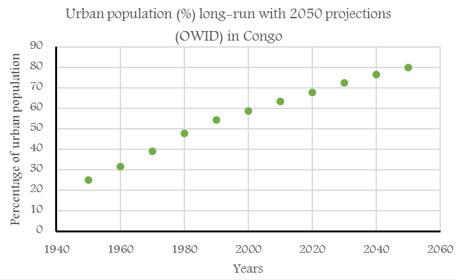 Urban population (%) long-run with 2050 projections
(OWID) in Congo
Percentage of urban population
90
80
70
60
50
40
30
20
10
0
1940 1960 1980 2000 2020 2040 2060
Years